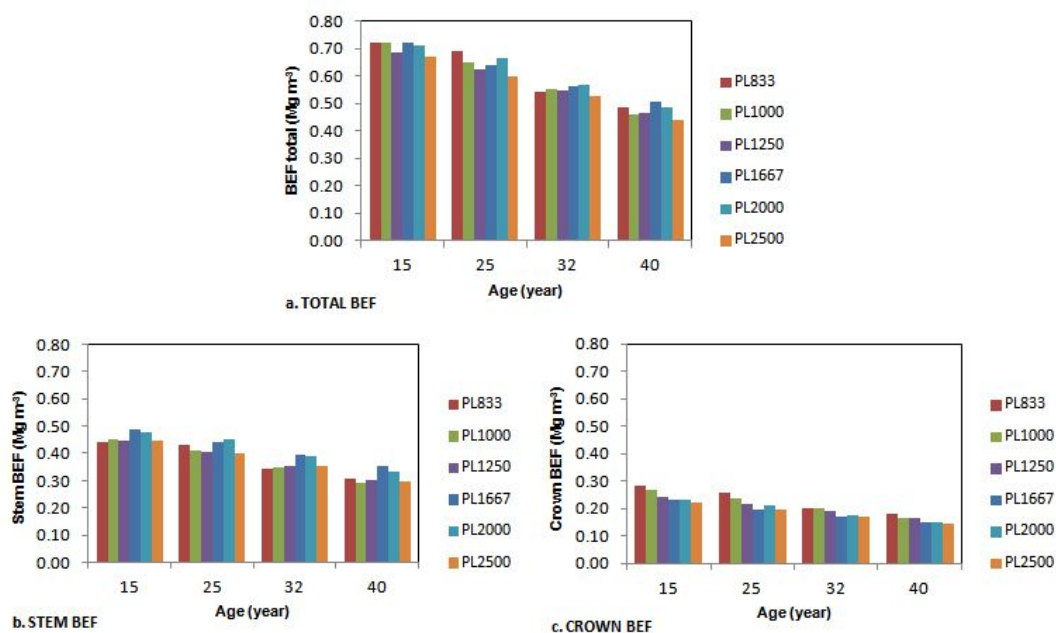 0.80
0.70
0.60
0.50
0.40
0.30
0.20
0.10
0.00
BEF total (Mg m-³)
15 25 32 40
Age (year)
PL833
PL1000
PL1250
PL1667
PL2000
PL2500
a. TOTAL BEF
0.80
0.70
0.60
0.50
0.40
0.30
0.20
0.10
0.00
Stem BEF (Mg m-³)
15 25 32 40
Age (year)
PL833
PL1000
PL1250
PL1667
PL2000
PL2500
b. STEM BEF
0.80
0.70
0.60
0.50
0.40
0.30
0.20
0.10
0.00
Crown BEF (Mg m-³)
15 25 32 40
Age (year)
PL833
PL1000
PL1250
PL1667
PL2000
PL2500
c. CROWN BEF